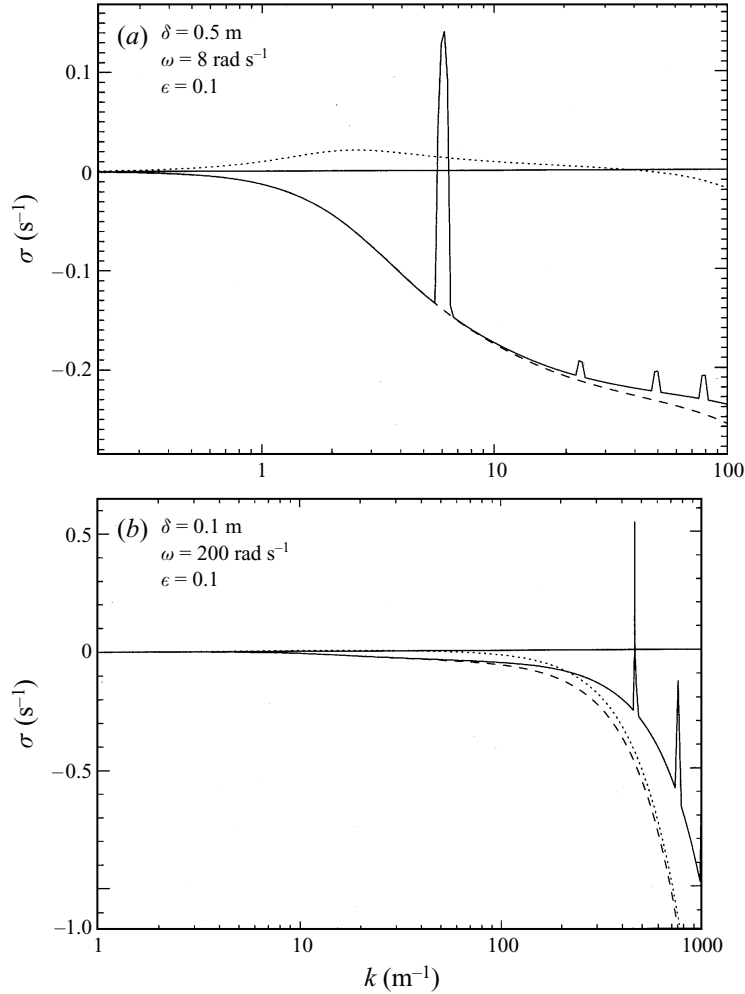 (a) δ = 0.5 m
ω = 8 rad s⁻¹
ϵ = 0.1
0.1
0
−0.1
−0.2
σ (s⁻¹)
1 10 100
(b) δ = 0.1 m
ω = 200 rad s⁻¹
ϵ = 0.1
0.5
0
−0.5
−1.0
σ (s⁻¹)
1 10 100 1000
k (m⁻¹)